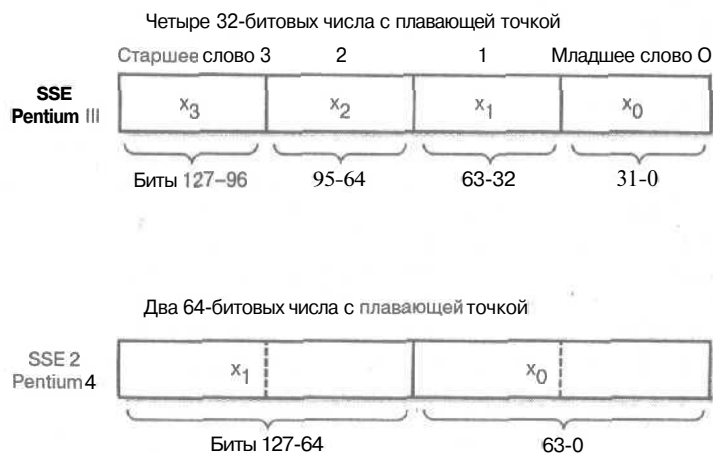 Четыре 32-битовых числа с плавающей точкой
Старшее слово 3 2 1 Младшее слово О
SSE
Pentium III
x3 x2 x1 x0
Биты 127–96 95-64 63-32 31-0
Два 64-битовых числа с плавающей точкой
SSE 2
Pentium 4
x1 x0
Биты 127-64 63-0